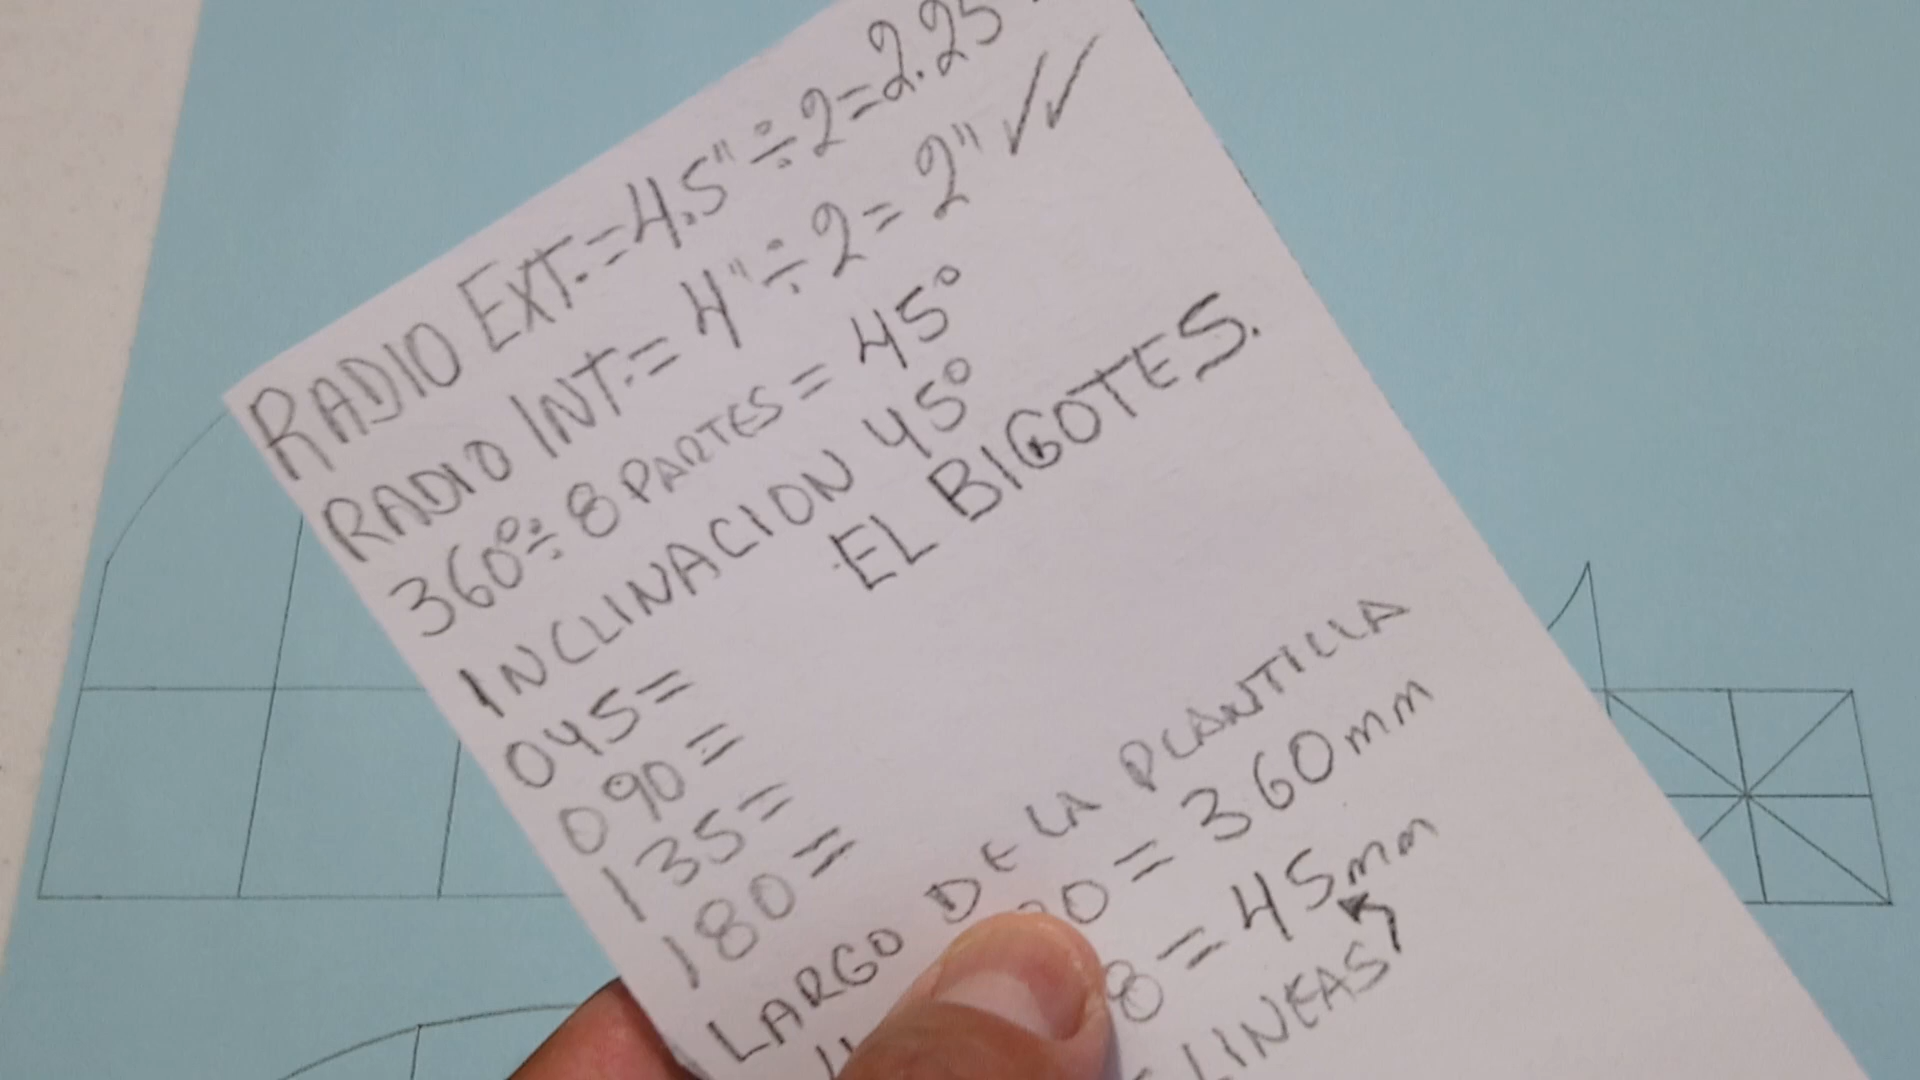 RADIO EXT.=4.5"÷2=2.25
RADIO INT.= 4"÷2= 2"
360°÷8 PARTES = 45°
INCLINACION 45°
EL BIGOTES.
045=
090=
135=
180=
LARGO DE LA PLANTILLA
= 360mm
8 = 45mm
LINEAS